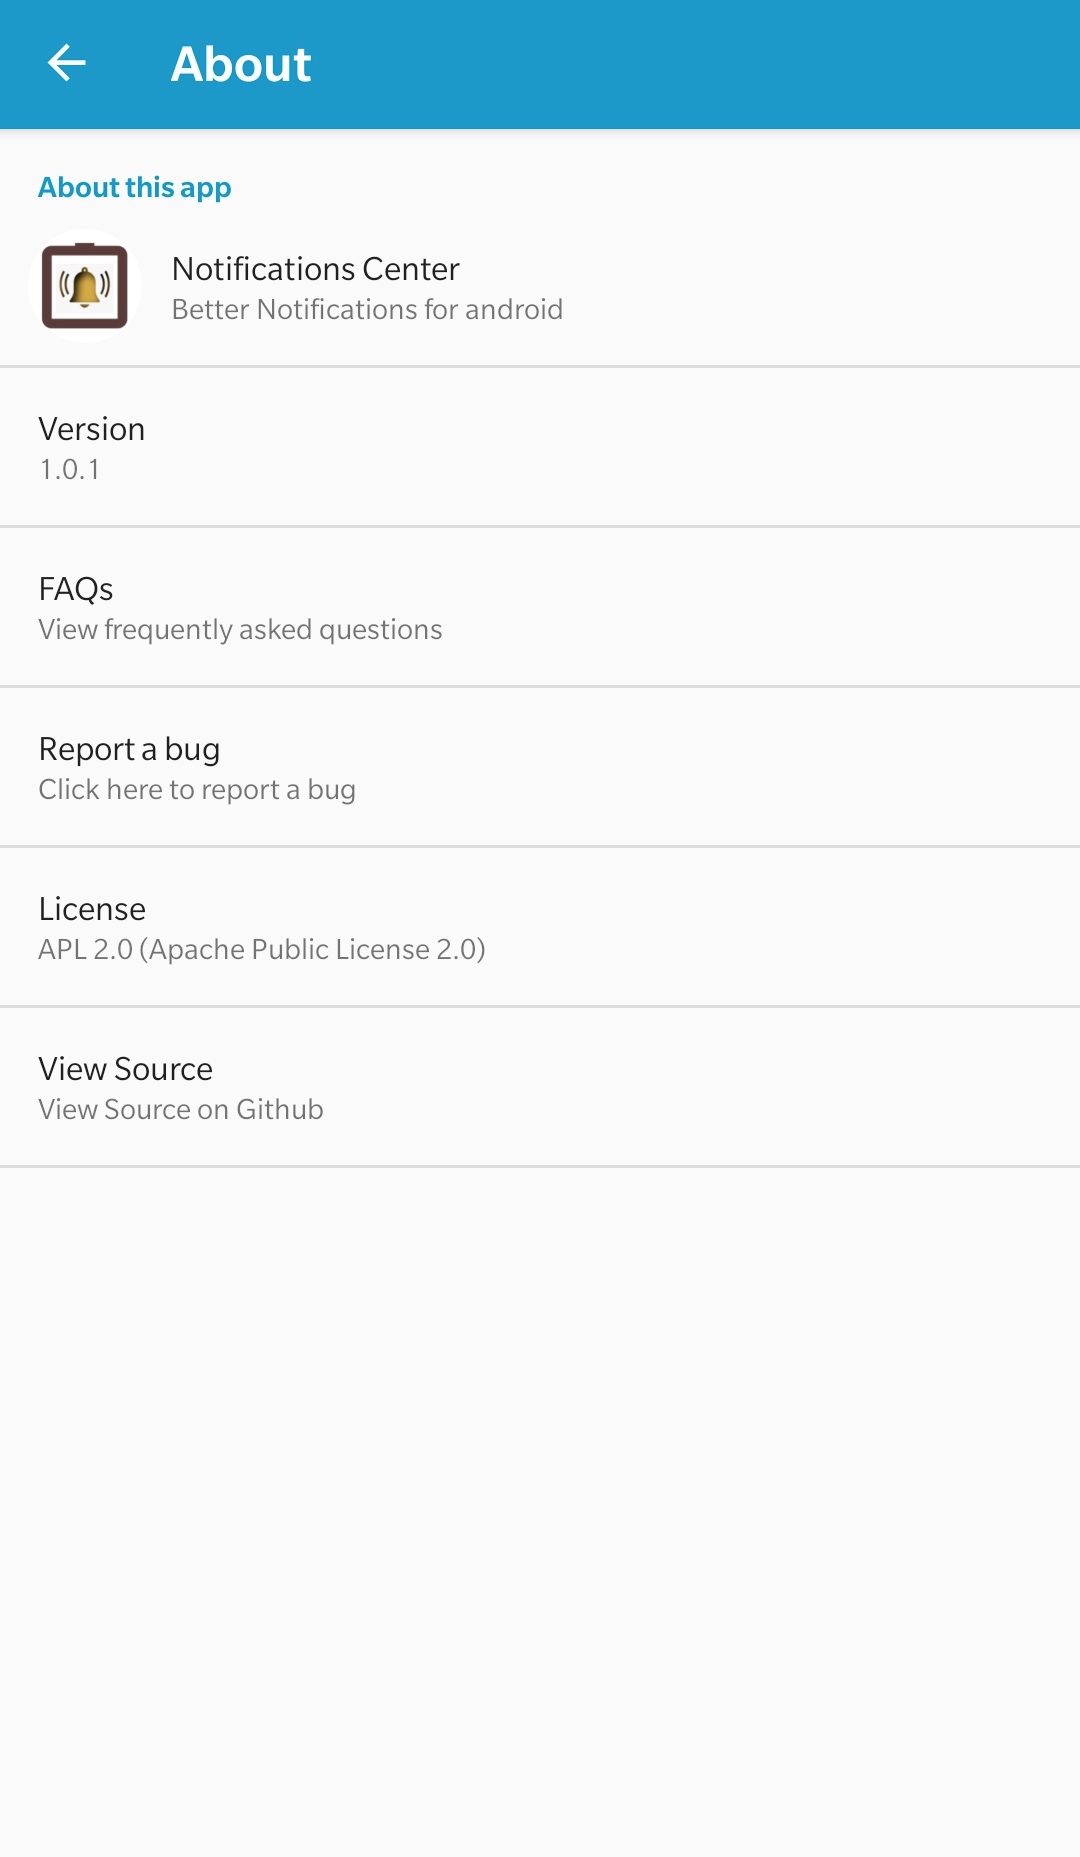 About
About this app
Notifications Center
Better Notifications for android
Version
1.0.1
FAQs
View frequently asked questions
Report a bug
Click here to report a bug
License
APL 2.0 (Apache Public License 2.0)
View Source
View Source on Github